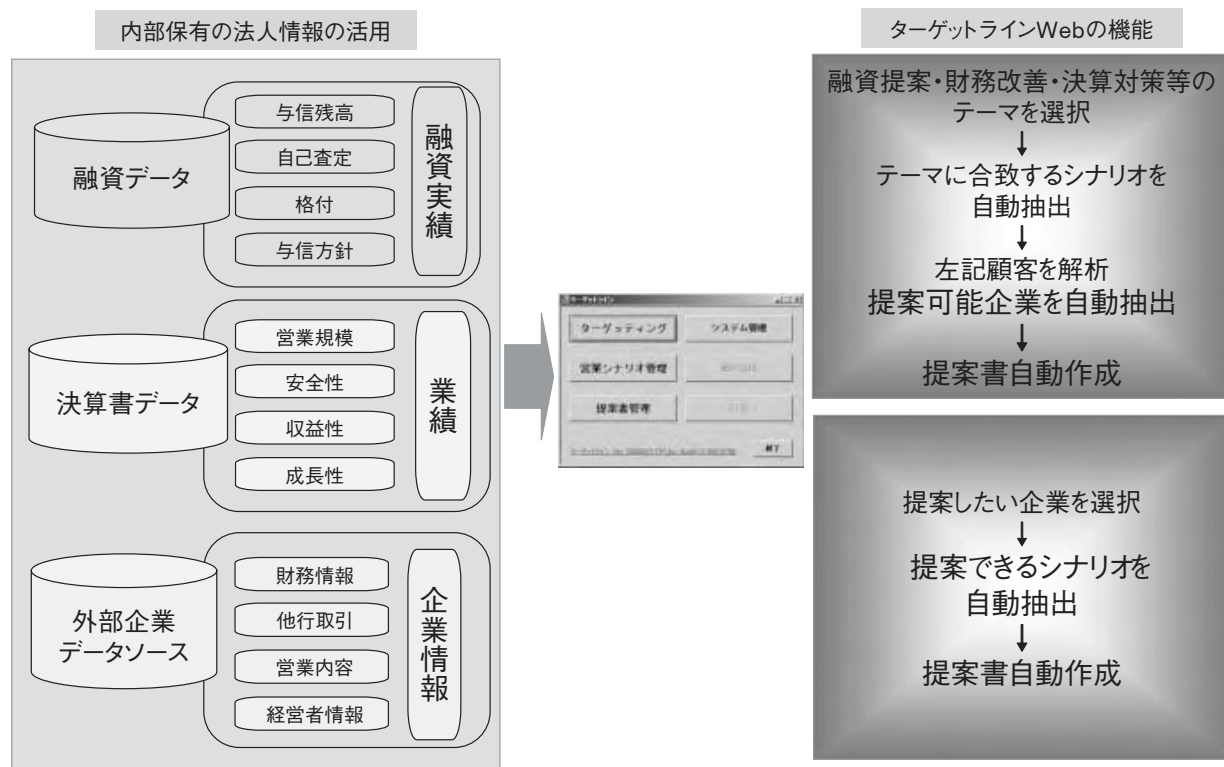 内部保有の法人情報の活用
融資データ
与信残高
自己査定
格付
与信方針
融資実績
決算書データ
営業規模
安全性
収益性
成長性
業績
外部企業
データソース
財務情報
他行取引
営業内容
経営者情報
企業情報
ターゲットライン
ターゲッティング
システム管理
営業シナリオ管理
提案書管理
終了
ターゲットラインWebの機能
融資提案・財務改善・決算対策等の
テーマを選択
↓
テーマに合致するシナリオを
自動抽出
↓
左記顧客を解析
提案可能企業を自動抽出
↓
提案書自動作成
提案したい企業を選択
↓
提案できるシナリオを
自動抽出
↓
提案書自動作成